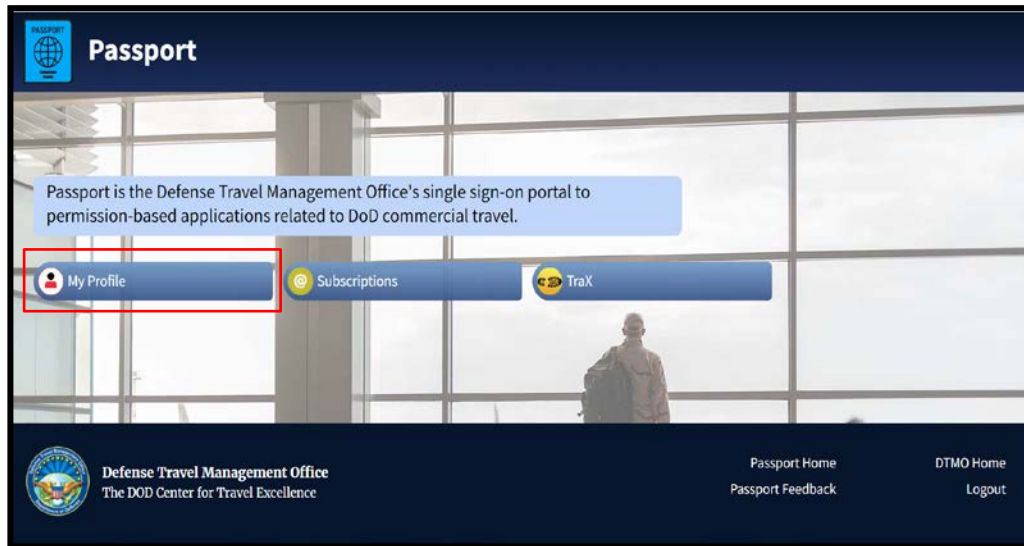 PASSPORT
Passport
Passport is the Defense Travel Management Office's single sign-on portal to
permission-based applications related to DoD commercial travel.
My Profile
@ Subscriptions
TraX
Defense Travel Management Office
The DOD Center for Travel Excellence
Passport Home
DTMO Home
Passport Feedback
Logout